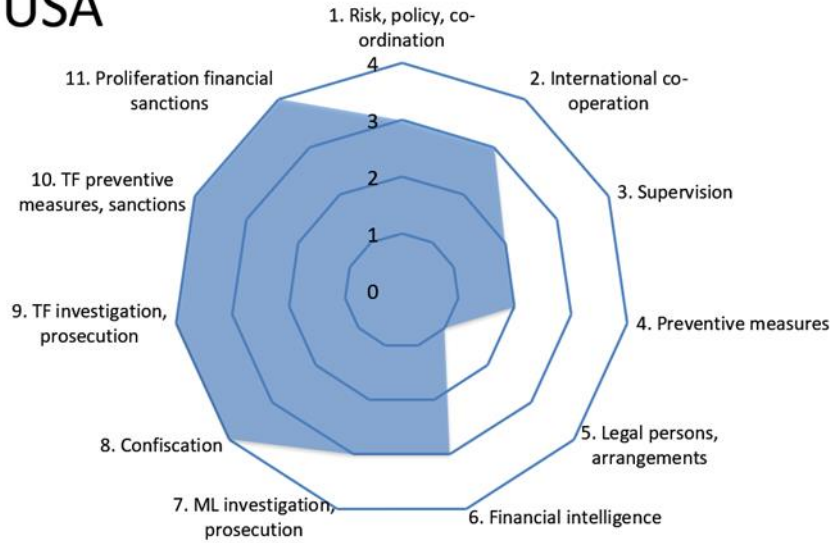 USA
1. Risk, policy, co-
ordination
2. International co-
operation
3. Supervision
4. Preventive measures
5. Legal persons,
arrangements
6. Financial intelligence
7. ML investigation,
prosecution
8. Confiscation
9. TF investigation,
prosecution
10. TF preventive
measures, sanctions
11. Proliferation financial
sanctions
4
3
2
1
0